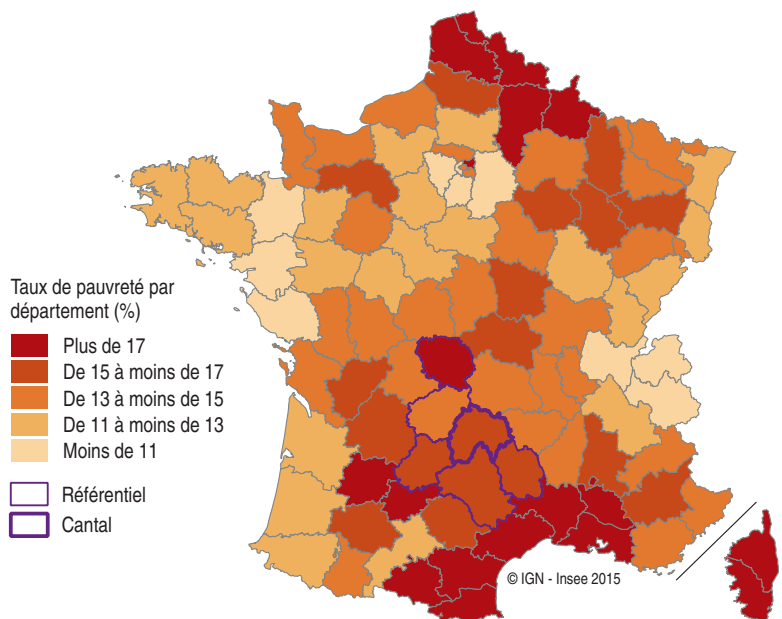 Taux de pauvreté par
département (%)
Plus de 17
De 15 à moins de 17
De 13 à moins de 15
De 11 à moins de 13
Moins de 11
Référentiel
Cantal
© IGN - Insee 2015